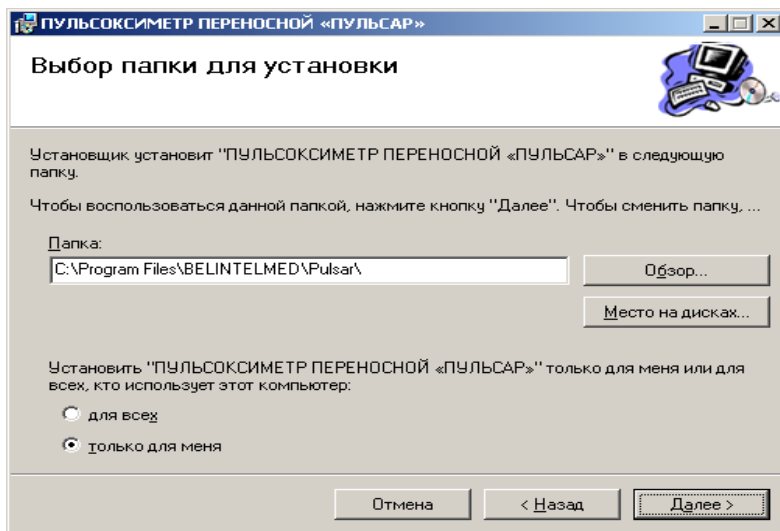 ПУЛЬСОКСИМЕТР ПЕРЕНОСНОЙ «ПУЛЬСАР»
Выбор папки для установки
Установщик установит "ПУЛЬСОКСИМЕТР ПЕРЕНОСНОЙ «ПУЛЬСАР»" в следующую
папку.
Чтобы воспользоваться данной папкой, нажмите кнопку "Далее". Чтобы сменить папку, ...
Папка:
C:\Program Files\BELINTELMED\Pulsar\
Обзор...
Место на дисках...
Установить "ПУЛЬСОКСИМЕТР ПЕРЕНОСНОЙ «ПУЛЬСАР»" только для меня или для
всех, кто использует этот компьютер:
для всех
только для меня
Отмена
< Назад
Далее >